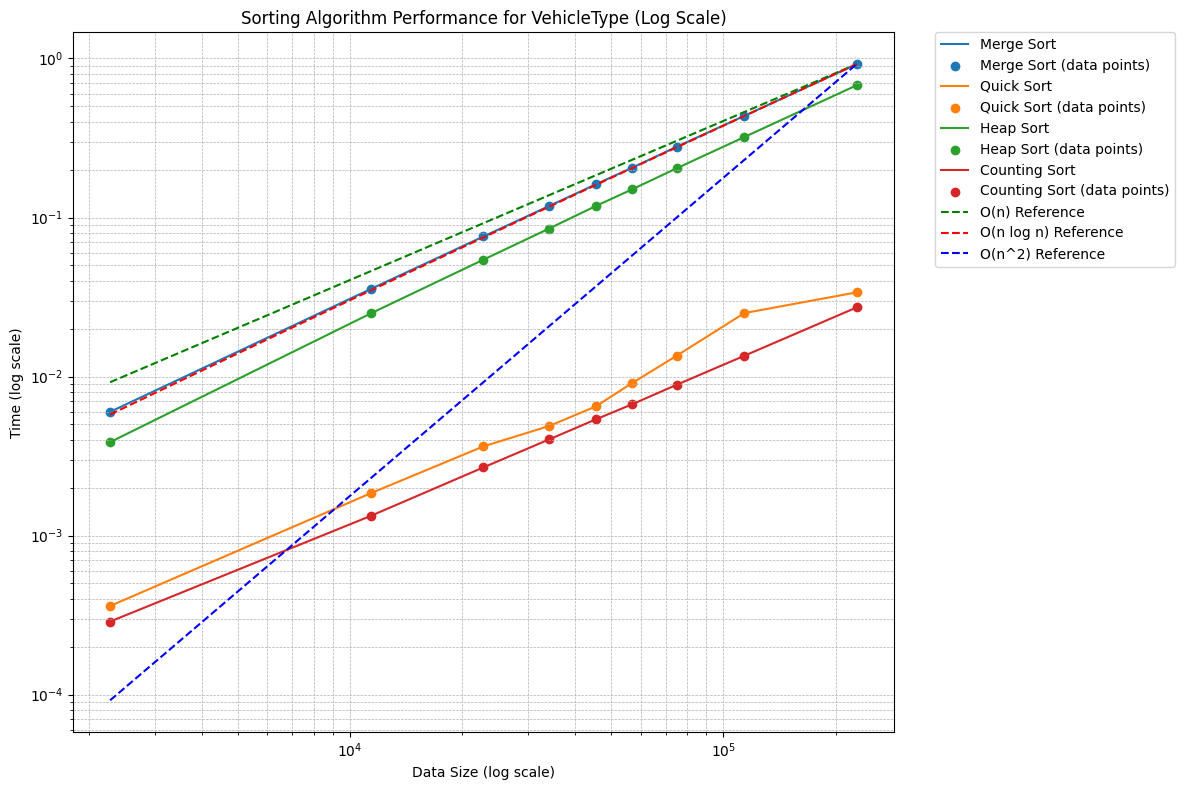 Sorting Algorithm Performance for VehicleType (Log Scale)
Time (log scale)
10^0
10^-1
10^-2
10^-3
10^-4
10^4
10^5
Data Size (log scale)
Merge Sort
Merge Sort (data points)
Quick Sort
Quick Sort (data points)
Heap Sort
Heap Sort (data points)
Counting Sort
Counting Sort (data points)
O(n) Reference
O(n log n) Reference
O(n^2) Reference